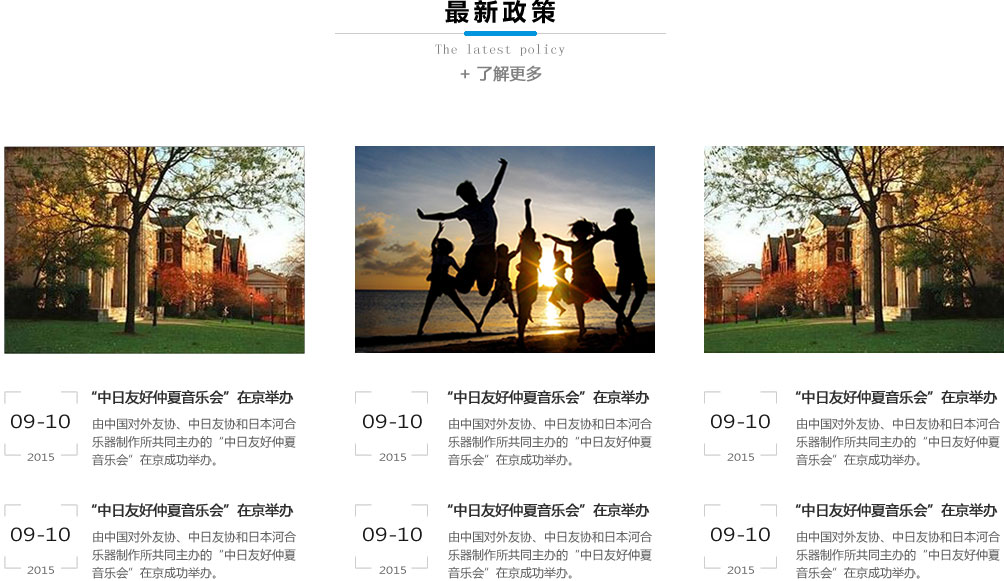 最新政策
The latest policy
+ 了解更多
“中日友好仲夏音乐会”在京举办
09-10
2015
由中国对外友协、中日友协和日本河合
乐器制作所共同主办的“中日友好仲夏
音乐会”在京成功举办。
“中日友好仲夏音乐会”在京举办
09-10
2015
由中国对外友协、中日友协和日本河合
乐器制作所共同主办的“中日友好仲夏
音乐会”在京成功举办。
“中日友好仲夏音乐会”在京举办
09-10
2015
由中国对外友协、中日友协和日本河合
乐器制作所共同主办的“中日友好仲夏
音乐会”在京成功举办。
“中日友好仲夏音乐会”在京举办
09-10
2015
由中国对外友协、中日友协和日本河合
乐器制作所共同主办的“中日友好仲夏
音乐会”在京成功举办。
“中日友好仲夏音乐会”在京举办
09-10
2015
由中国对外友协、中日友协和日本河合
乐器制作所共同主办的“中日友好仲夏
音乐会”在京成功举办。
“中日友好仲夏音乐会”在京举办
09-10
2015
由中国对外友协、中日友协和日本河合
乐器制作所共同主办的“中日友好仲夏
音乐会”在京成功举办。